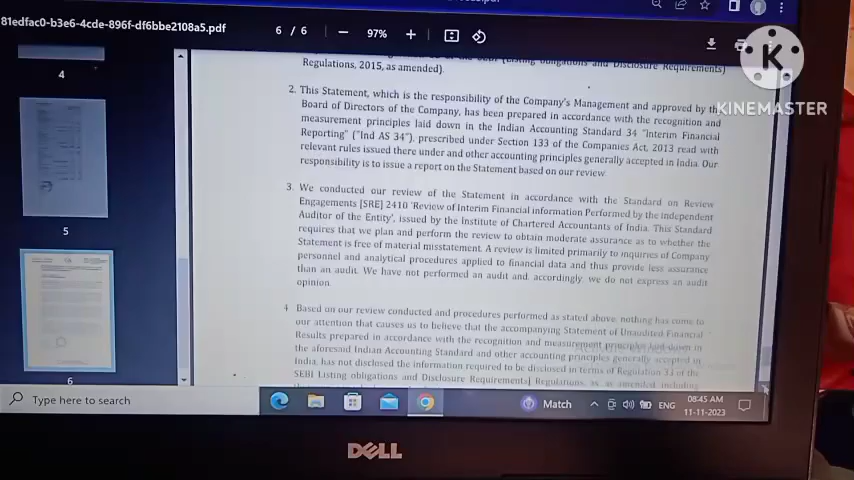 81edfac0-b3e6-4cde-896f-df6bbe2108a5.pdf
6 / 6
97%
KINEMASTER
4
5
6
Regulations, 2015, as amended).
2. This Statement, which is the responsibility of the Company's Management and approved by the
Board of Directors of the Company, has been prepared in accordance with the recognition and
measurement principles laid down in the Indian Accounting Standard 34 "Interim Financial
Reporting" ("Ind AS 34"), prescribed under Section 133 of the Companies Act, 2013 read with
relevant rules issued there under and other accounting principles generally accepted in India. Our
responsibility is to issue a report on the Statement based on our review.
3. We conducted our review of the Statement in accordance with the Standard on Review
Engagements [SRE] 2410 'Review of Interim Financial information Performed by the independent
Auditor of the Entity', issued by the Institute of Chartered Accountants of India. This Standard
requires that we plan and perform the review to obtain moderate assurance as to whether the
Statement is free of material misstatement. A review is limited primarily to inquiries of Company
personnel and analytical procedures applied to financial data and thus provide less assurance
than an audit. We have not performed an audit and accordingly, we do not express an audit
opinion.
4 Based on our review conducted and procedures performed as stated above, nothing has come to
our attention that causes us to believe that the accompanying Statement of Unaudited Financial
Results prepared in accordance with the recognition and measurement principles laid down in
the aforesaid Indian Accounting Standard and other accounting principles generally accepted in
India, has not disclosed the information required to be disclosed in terms of Regulation 33 of the
SEBI Listing obligations and Disclosure Requirements] Regulations, as amended, including
Type here to search
Match
ENG
08:45 AM
11-11-2023
DELL